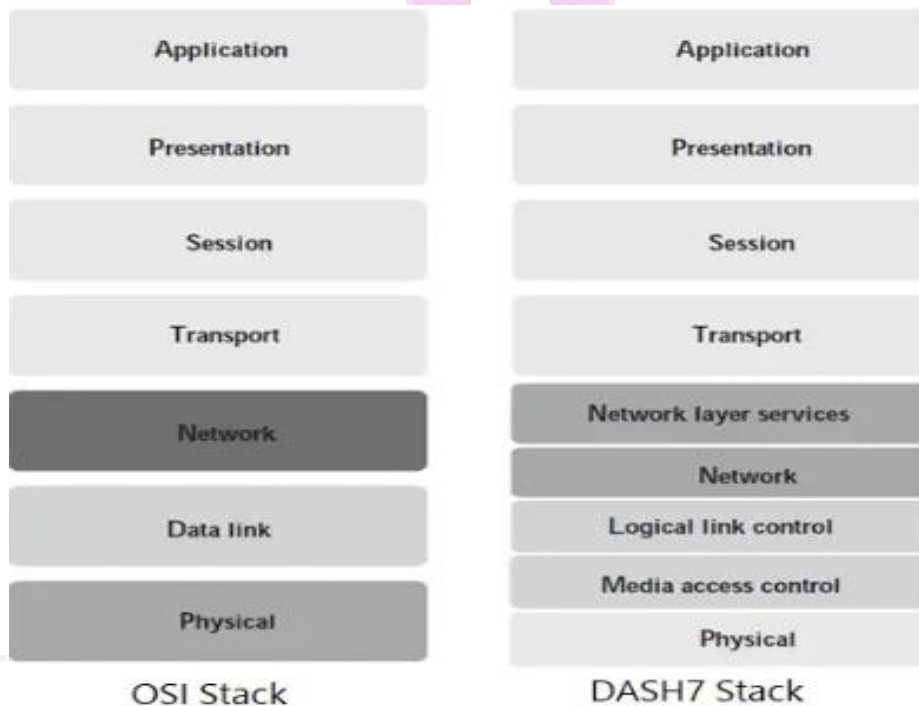 Application
Presentation
Session
Transport
Network
Data link
Physical
OSI Stack
Application
Presentation
Session
Transport
Network layer services
Network
Logical link control
Media access control
Physical
DASH7 Stack